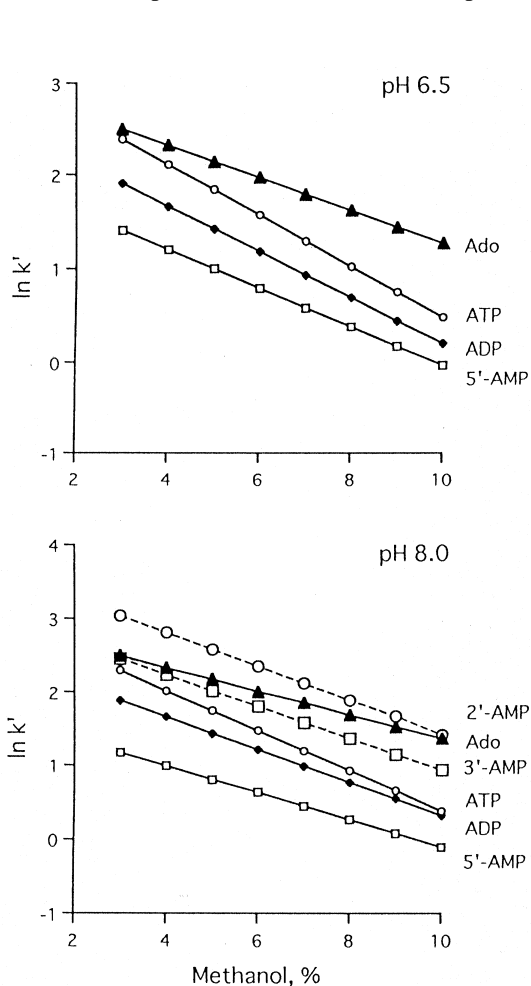 pH 6.5
3
2
1
0
-1
ln k'
Ado
ATP
ADP
5'-AMP
2 4 6 8 10
pH 8.0
4
3
2
1
0
-1
ln k'
2'-AMP
Ado
3'-AMP
ATP
ADP
5'-AMP
2 4 6 8 10
Methanol, %